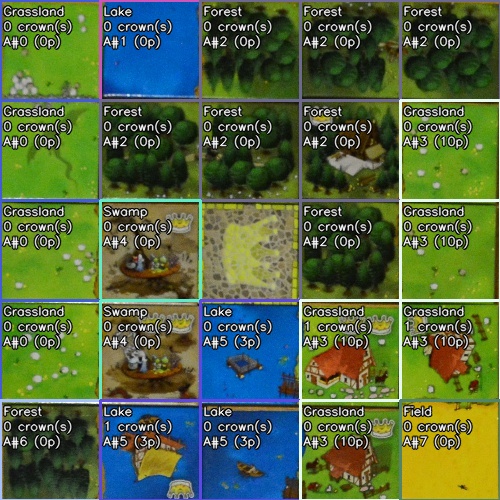 Grassland
0 crown(s)
A#0 (0p)
Lake
0 crown(s)
A#1 (0p)
Forest
0 crown(s)
A#2 (0p)
Forest
0 crown(s)
A#2 (0p)
Forest
0 crown(s)
A#2 (0p)
Grassland
0 crown(s)
A#0 (0p)
Forest
0 crown(s)
A#2 (0p)
Forest
0 crown(s)
A#2 (0p)
Forest
0 crown(s)
A#2 (0p)
Grassland
0 crown(s)
A#3 (10p)
Grassland
0 crown(s)
A#0 (0p)
Swamp
0 crown(s)
A#4 (0p)
Forest
0 crown(s)
A#2 (0p)
Grassland
0 crown(s)
A#3 (10p)
Grassland
0 crown(s)
A#0 (0p)
Swamp
0 crown(s)
A#4 (0p)
Lake
0 crown(s)
A#5 (3p)
Grassland
1 crown(s)
A#3 (10p)
Grassland
1 crown(s)
A#3 (10p)
Forest
0 crown(s)
A#6 (0p)
Lake
1 crown(s)
A#5 (3p)
Lake
0 crown(s)
A#5 (3p)
Grassland
0 crown(s)
A#3 (10p)
Field
0 crown(s)
A#7 (0p)